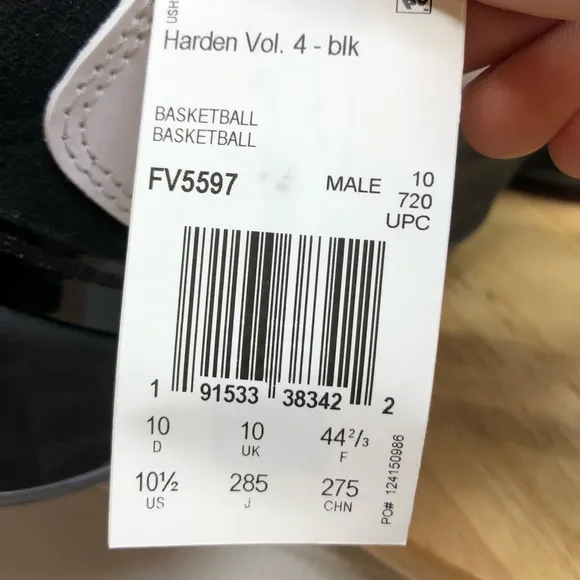 USH
Harden Vol. 4 - blk
BASKETBALL
BASKETBALL
FV5597 MALE 10
720
UPC
1 91533 38342 2
10 10 44²/₃
D UK F
10½ 285 275
US J CHN
PO# 124150986